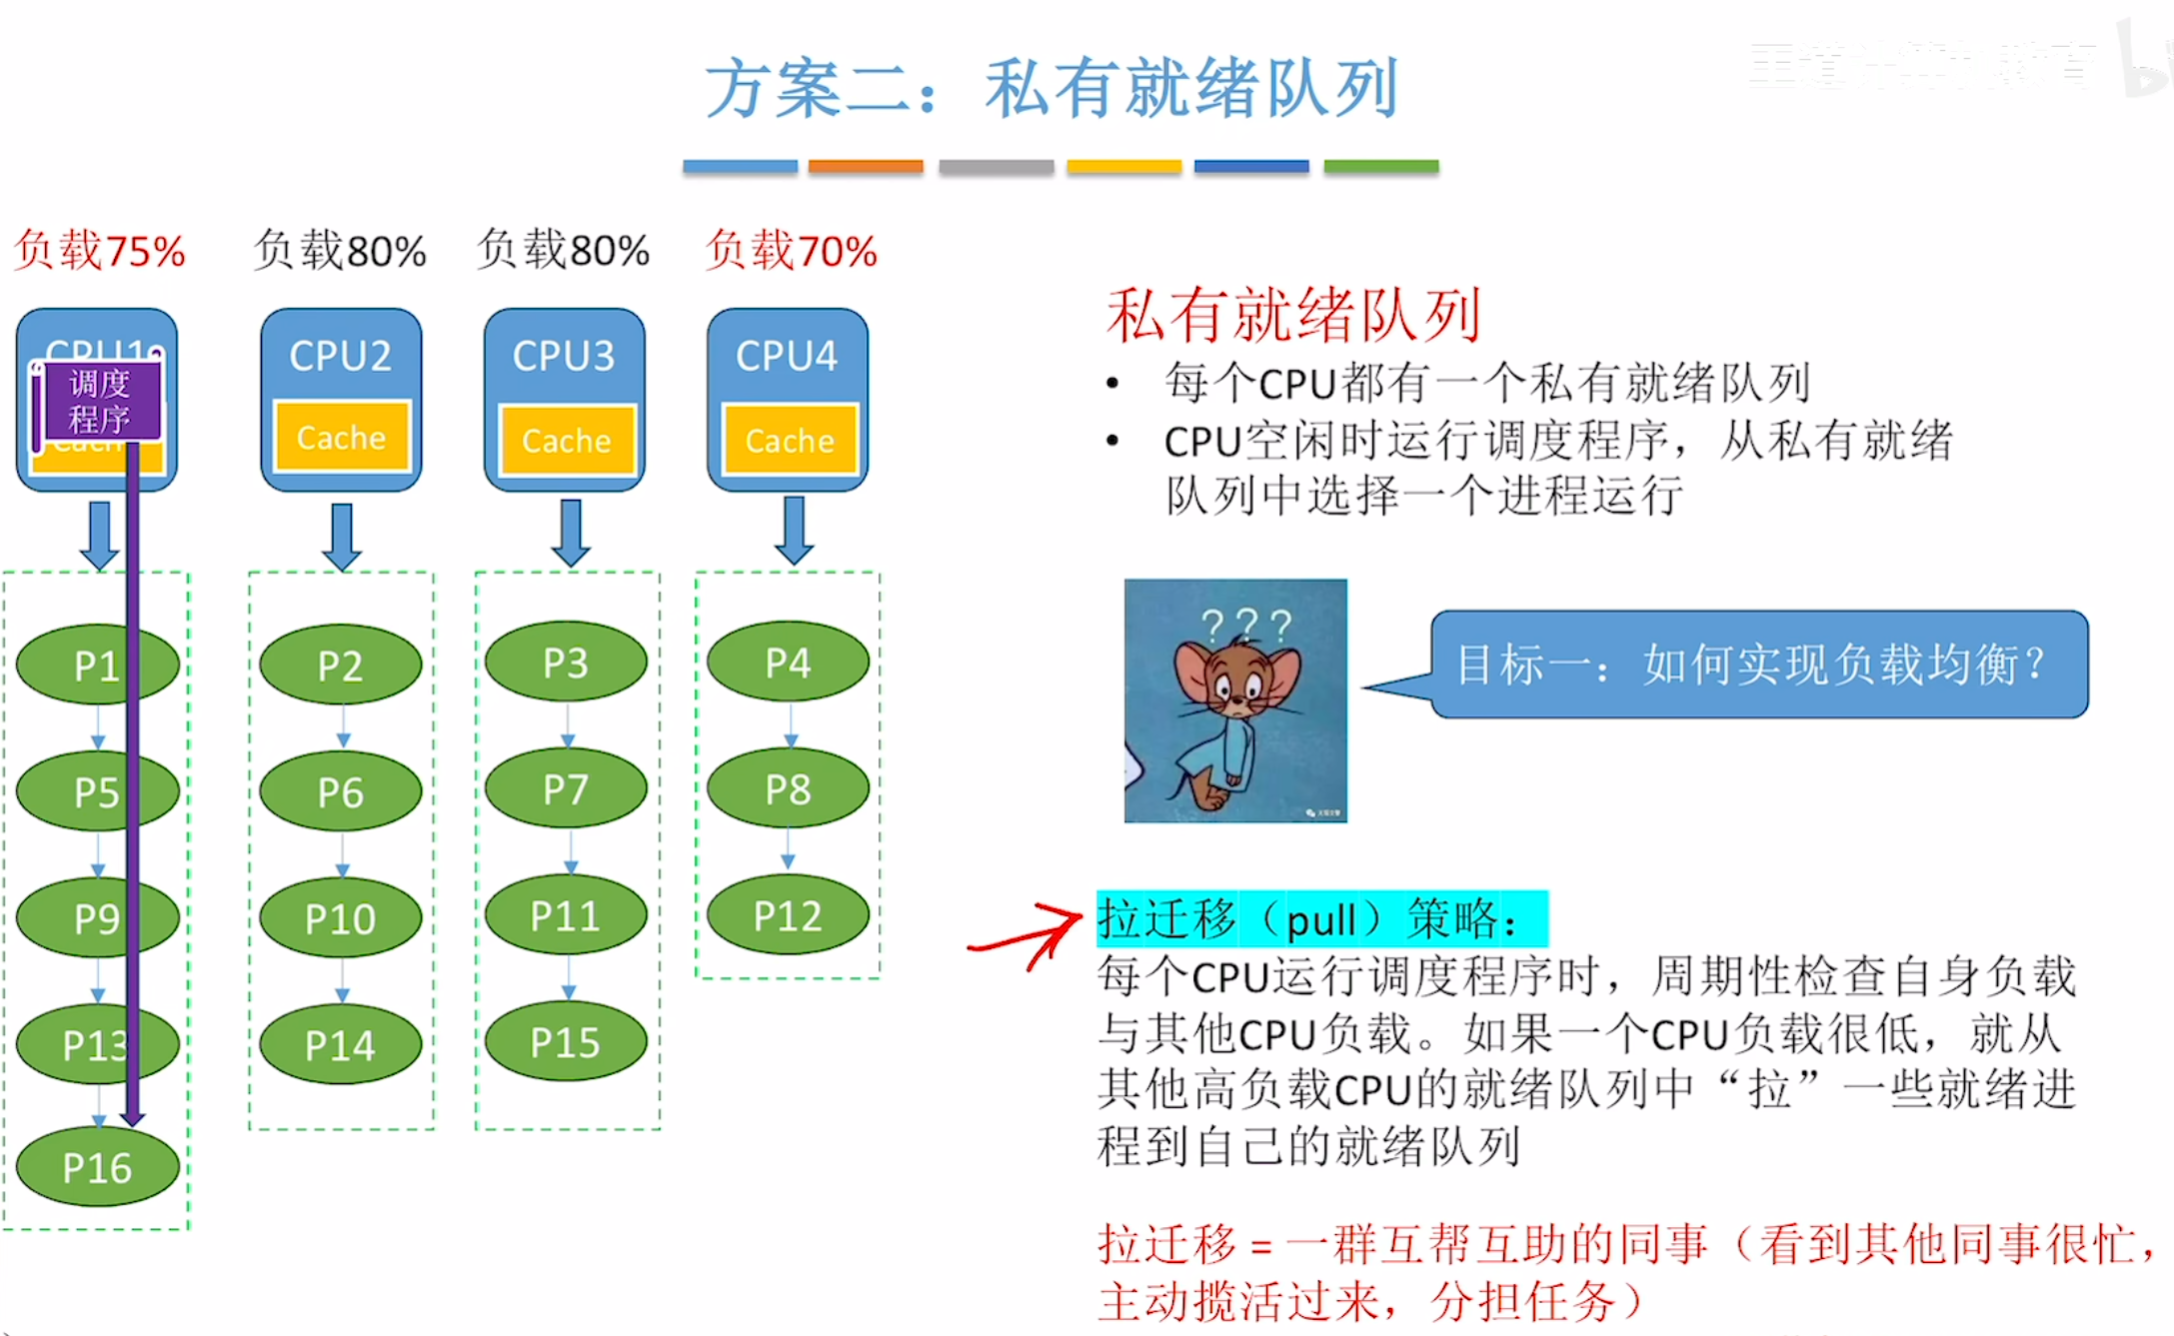 王道计算机教育
方案二：私有就绪队列
负载75% 负载80% 负载80% 负载70%
CPU1 CPU2 CPU3 CPU4
调度
程序
Cache Cache Cache Cache
P1 P2 P3 P4
P5 P6 P7 P8
P9 P10 P11 P12
P13 P14 P15
P16
私有就绪队列
• 每个CPU都有一个私有就绪队列
• CPU空闲时运行调度程序，从私有就绪
队列中选择一个进程运行
？？？
目标一：如何实现负载均衡？
拉迁移（pull）策略：
每个CPU运行调度程序时，周期性检查自身负载
与其他CPU负载。如果一个CPU负载很低，就从
其他高负载CPU的就绪队列中“拉”一些就绪进
程到自己的就绪队列
拉迁移 = 一群互帮互助的同事（看到其他同事很忙，
主动揽活过来，分担任务）